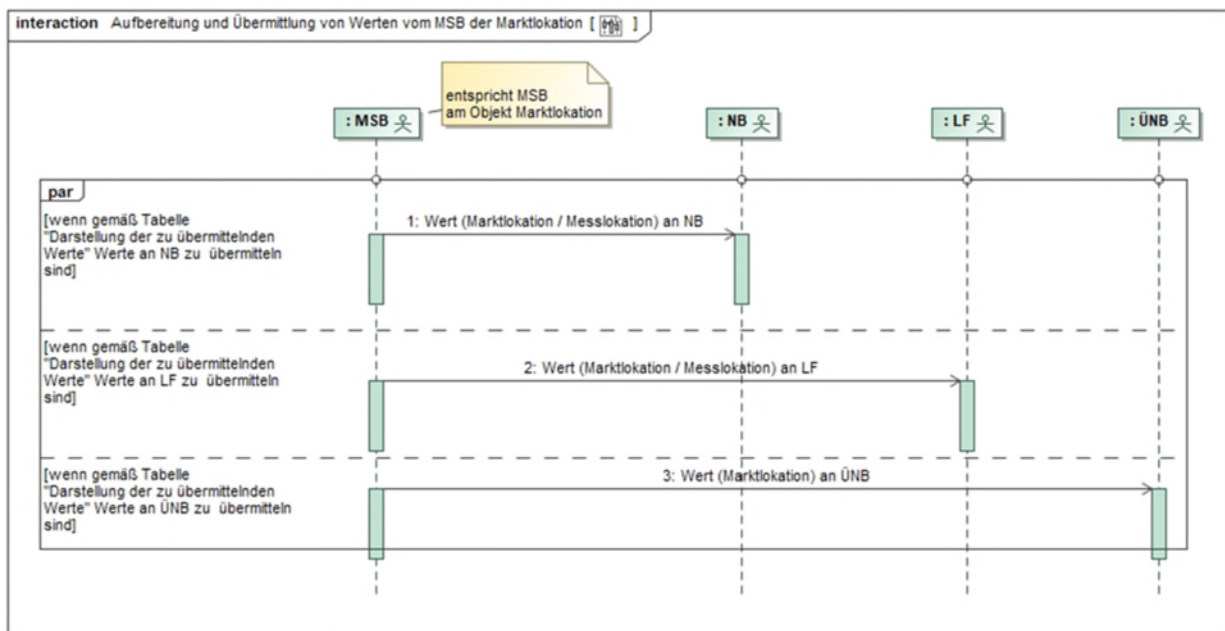 interaction Aufbereitung und Übermittlung von Werten vom MSB der Marktlokation [ ]
entspricht MSB
am Objekt Marktlokation
: MSB
: NB
: LF
: ÜNB
par
[wenn gemäß Tabelle
"Darstellung der zu übermittelnden
Werte" Werte an NB zu übermitteln
sind]
1: Wert (Marktlokation / Messlokation) an NB
[wenn gemäß Tabelle
"Darstellung der zu übermittelnden
Werte" Werte an LF zu übermitteln
sind]
2: Wert (Marktlokation / Messlokation) an LF
[wenn gemäß Tabelle
"Darstellung der zu übermittelnden
Werte" Werte an ÜNB zu übermitteln
sind]
3: Wert (Marktlokation) an ÜNB